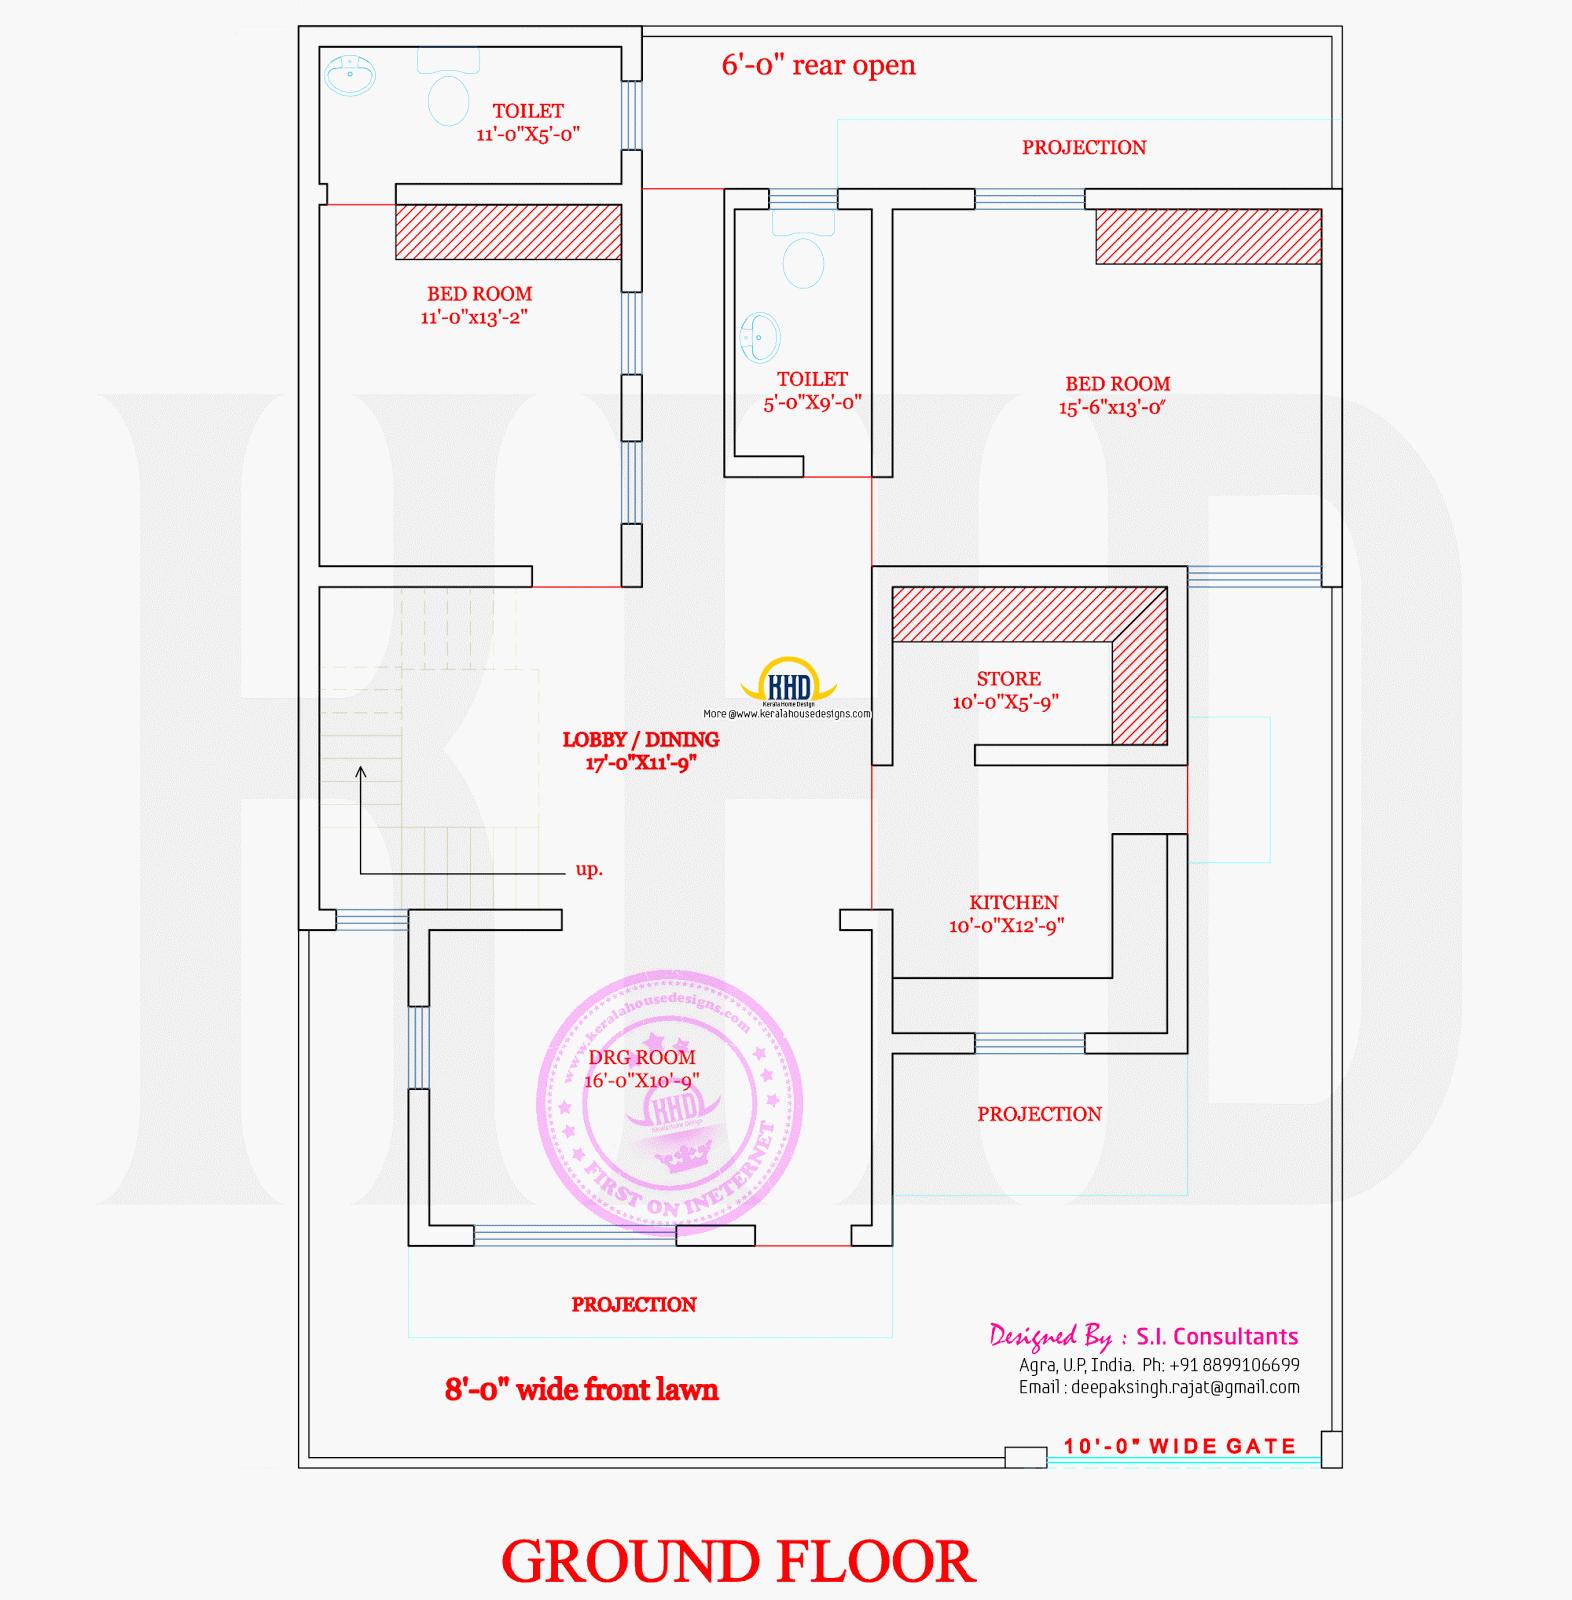 6'-0" rear open
TOILET
11'-0"X5'-0"
PROJECTION
BED ROOM
11'-0"x13'-2"
TOILET
5'-0"X9'-0"
BED ROOM
15'-6"x13'-0"
STORE
10'-0"X5'-9"
KHD
Kerala Home Design
More @www.keralahousedesigns.com
LOBBY / DINING
17'-0"X11'-9"
up.
KITCHEN
10'-0"X12'-9"
www.keralahousedesigns.com
DRG ROOM
16'-0"X10'-9"
KHD
Kerala Home Design
FIRST ON INETERNET
PROJECTION
PROJECTION
8'-0" wide front lawn
Designed By : S.I. Consultants
Agra, U.P, India. Ph: +91 8899106699
Email : deepaksingh.rajat@gmail.com
10'-0" WIDE GATE
GROUND FLOOR
KHD